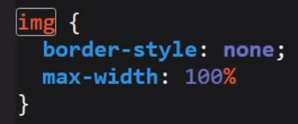 img {
  border-style: none;
  max-width: 100%
}